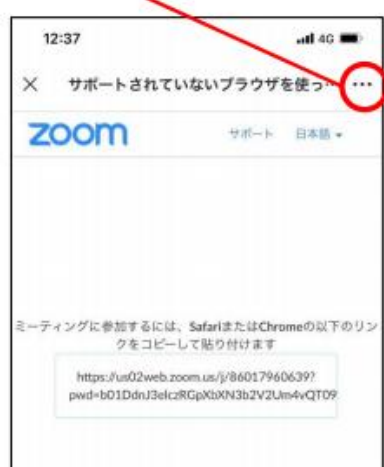 12:37
4G
× サポートされていないブラウザを使っ… …
zoom サポート 日本語
ミーティングに参加するには、SafariまたはChromeの以下のリン
クをコピーして貼り付けます
https://us02web.zoom.us/j/86017960639?
pwd=b01DdnJ3elczRGpXbXN3b2V2Um4vQT09